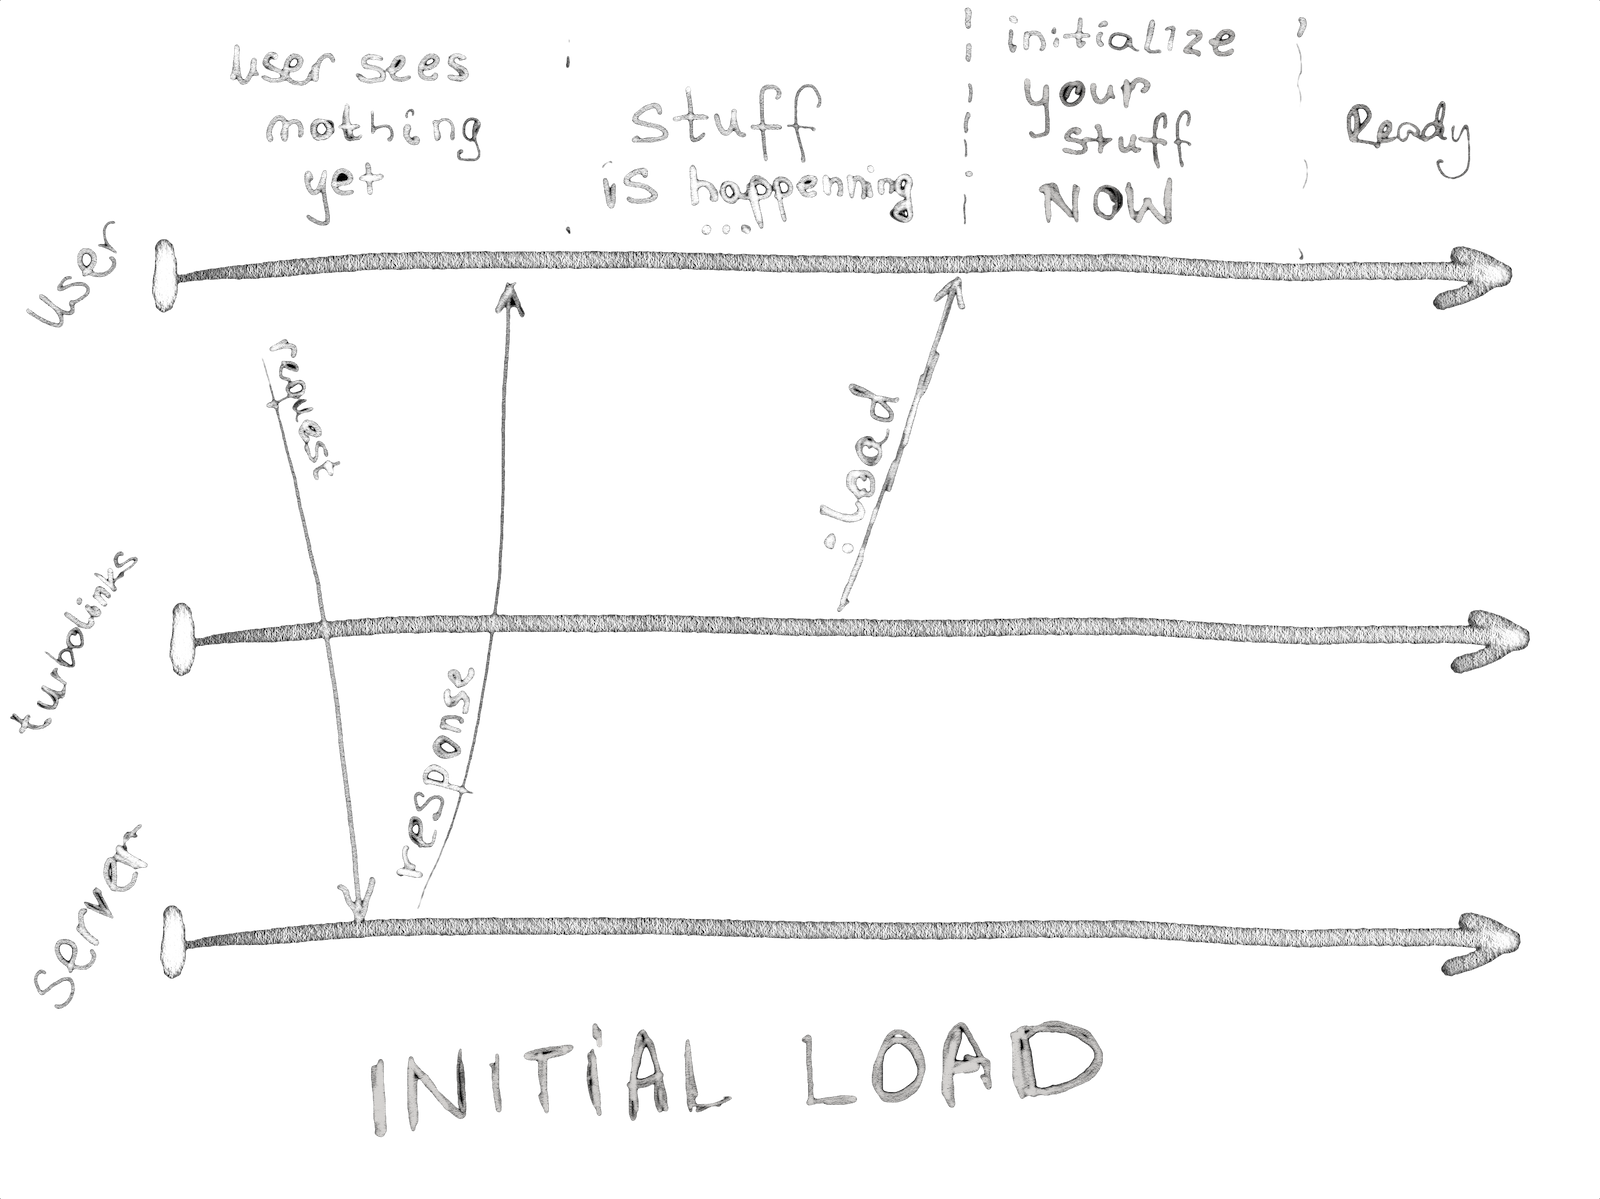 User sees
nothing
yet
stuff
is happenning
...
initialize
your
stuff
NOW
Ready
User
request
:load
turbolinks
response
Server
INITIAL LOAD